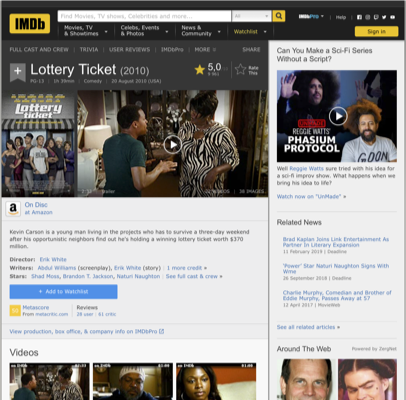 IMDb
Find Movies, TV shows, Celebrities and more...
All
IMDbPro
Help
Movies, TV
& Showtimes
Celebs, Events
& Photos
News &
Community
Watchlist
Sign in
FULL CAST AND CREW | TRIVIA | USER REVIEWS | IMDbPro | MORE
SHARE
Lottery Ticket (2010)
PG-13 | 1h 39min | Comedy | 20 August 2010 (USA)
5,0
Rate
This
Lottery
ticket
Trailer
36 IMAGES
On Disc
at Amazon
Kevin Carson is a young man living in the projects who has to survive a three-day weekend
after his opportunistic neighbors find out he's holding a winning lottery ticket worth $370
million.
Director: Erik White
Writers: Abdul Williams (screenplay), Erik White (story) | 1 more credit »
Stars: Shad Moss, Brandon T. Jackson, Naturi Naughton | See full cast & crew »
+ Add to Watchlist
Metascore
From metacritic.com
Reviews
26 user | 61 critic
View production, box office, & company info on IMDbPro
Videos
Can You Make a Sci-Fi Series
Without a Script?
REGGIE WATTS'
PHASIUM
PROTOCOL
Well Reggie Watts sure tried with his idea for
a sci-fi improv show. What happens when we
bring his idea to life?
Watch now on "UnMade" »
Related News
Brad Kaplan Joins Link Entertainment As
Partner In Literary Expansion
11 February 2019 | Deadline
'Power' Star Naturi Naughton Signs With
Wine
26 September 2018 | Deadline
Charlie Murphy, Comedian and Brother of
Eddie Murphy, Passes Away at 57
12 April 2017 | MovieWeb
See all related articles »
Around The Web
Powered by ZergNet